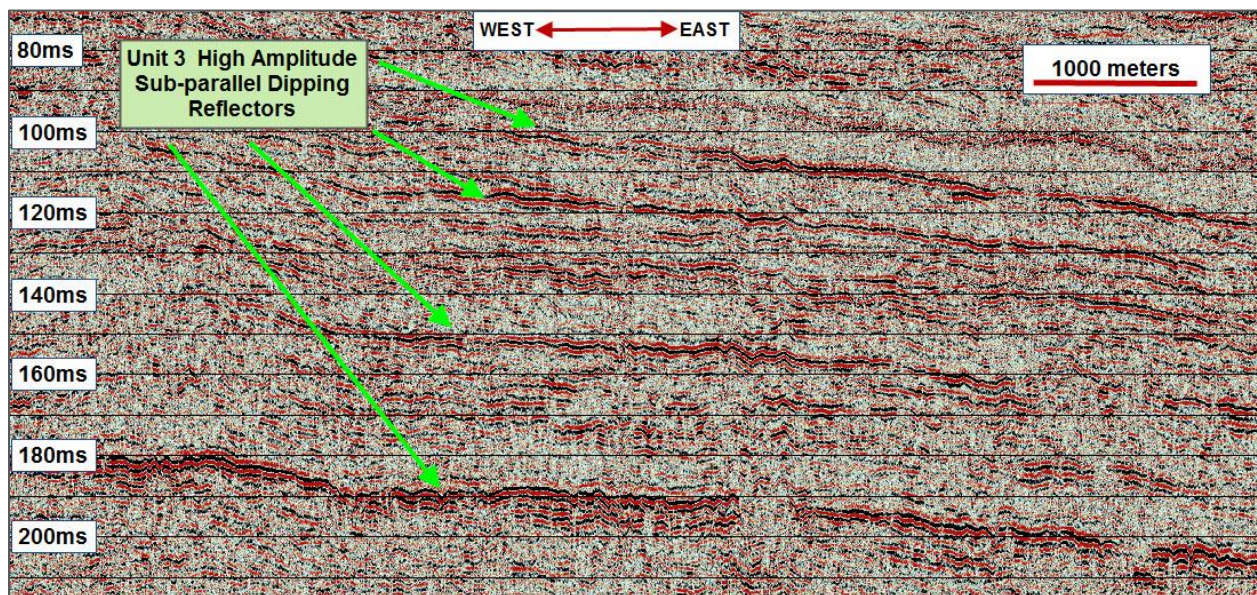 WEST EAST
80ms
Unit 3 High Amplitude
Sub-parallel Dipping
Reflectors
1000 meters
100ms
120ms
140ms
160ms
180ms
200ms